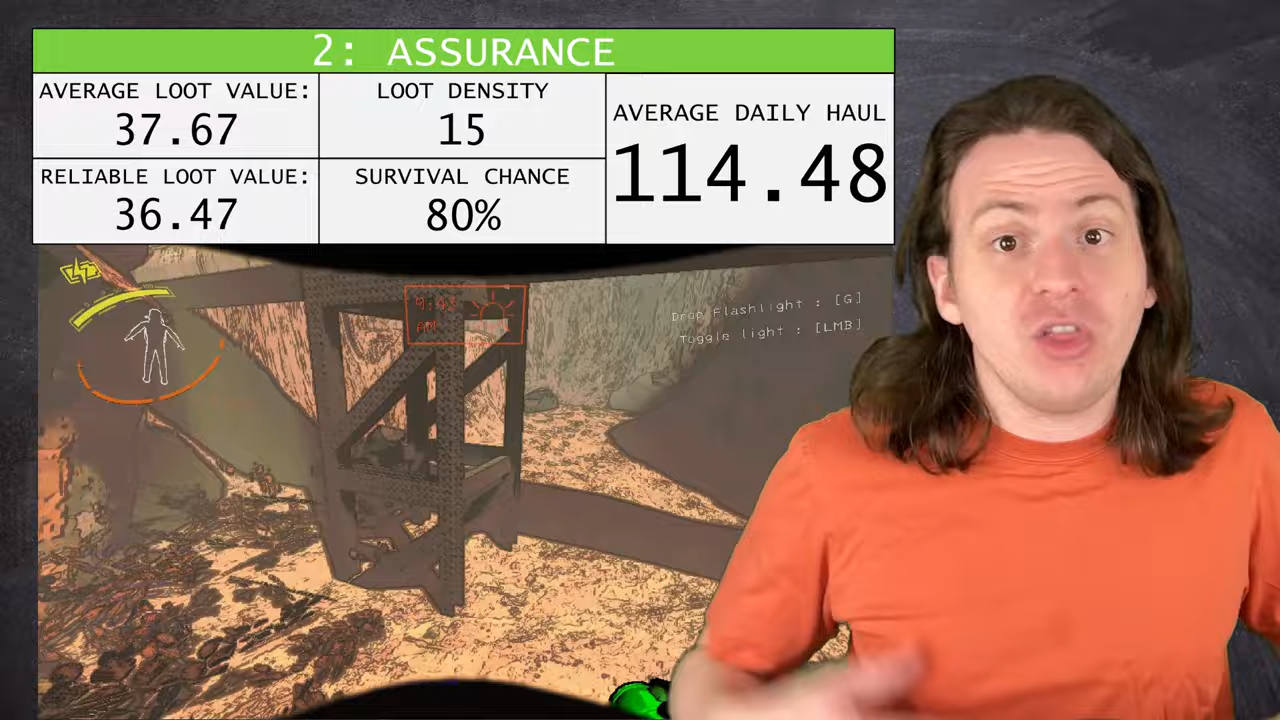 2: ASSURANCE
AVERAGE LOOT VALUE:
37.67
LOOT DENSITY
15
AVERAGE DAILY HAUL
114.48
RELIABLE LOOT VALUE:
36.47
SURVIVAL CHANCE
80%
AM
Drop Flashlight : [G]
Toggle light : [LMB]